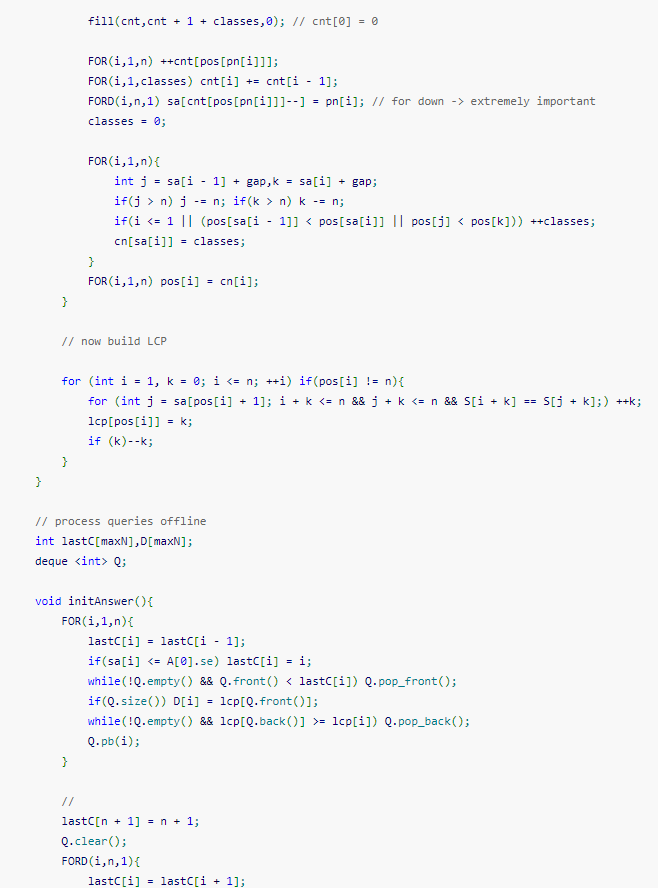 fill(cnt,cnt + 1 + classes,0); // cnt[0] = 0
FOR(i,1,n) ++cnt[pos[pn[i]]];
FOR(i,1,classes) cnt[i] += cnt[i - 1];
FORD(i,n,1) sa[cnt[pos[pn[i]]]--] = pn[i]; // for down -> extremely important
classes = 0;
FOR(i,1,n){
int j = sa[i - 1] + gap,k = sa[i] + gap;
if(j > n) j -= n; if(k > n) k -= n;
if(i <= 1 || (pos[sa[i - 1]] < pos[sa[i]] || pos[j] < pos[k])) ++classes;
cn[sa[i]] = classes;
}
FOR(i,1,n) pos[i] = cn[i];
}
// now build LCP
for (int i = 1, k = 0; i <= n; ++i) if(pos[i] != n){
for (int j = sa[pos[i] + 1]; i + k <= n && j + k <= n && S[i + k] == S[j + k];) ++k;
lcp[pos[i]] = k;
if (k)--k;
}
}
// process queries offline
int lastC[maxN],D[maxN];
deque <int> Q;
void initAnswer(){
FOR(i,1,n){
lastC[i] = lastC[i - 1];
if(sa[i] <= A[0].se) lastC[i] = i;
while(!Q.empty() && Q.front() < lastC[i]) Q.pop_front();
if(Q.size()) D[i] = lcp[Q.front()];
while(!Q.empty() && lcp[Q.back()] >= lcp[i]) Q.pop_back();
Q.pb(i);
}
//
lastC[n + 1] = n + 1;
Q.clear();
FORD(i,n,1){
lastC[i] = lastC[i + 1];